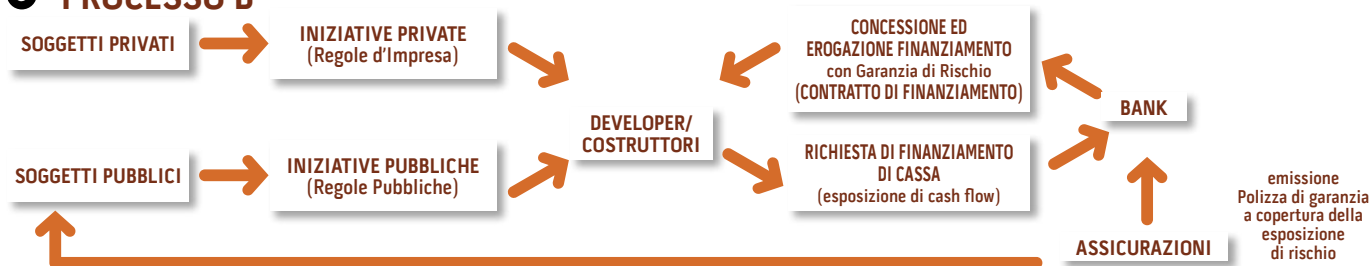 SOGGETTI PRIVATI
INIZIATIVE PRIVATE
(Regole d'Impresa)
CONCESSIONE ED
EROGAZIONE FINANZIAMENTO
con Garanzia di Rischio
(CONTRATTO DI FINANZIAMENTO)
BANK
DEVELOPER/
COSTRUTTORI
SOGGETTI PUBBLICI
INIZIATIVE PUBBLICHE
(Regole Pubbliche)
RICHIESTA DI FINANZIAMENTO
DI CASSA
(esposizione di cash flow)
ASSICURAZIONI
emissione
Polizza di garanzia
a copertura della
esposizione
di rischio